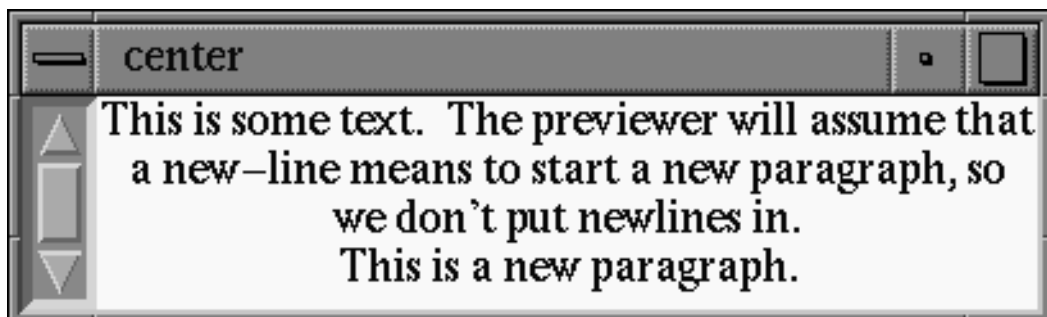 center
This is some text.  The previewer will assume that
a new–line means to start a new paragraph, so
we don't put newlines in.
This is a new paragraph.